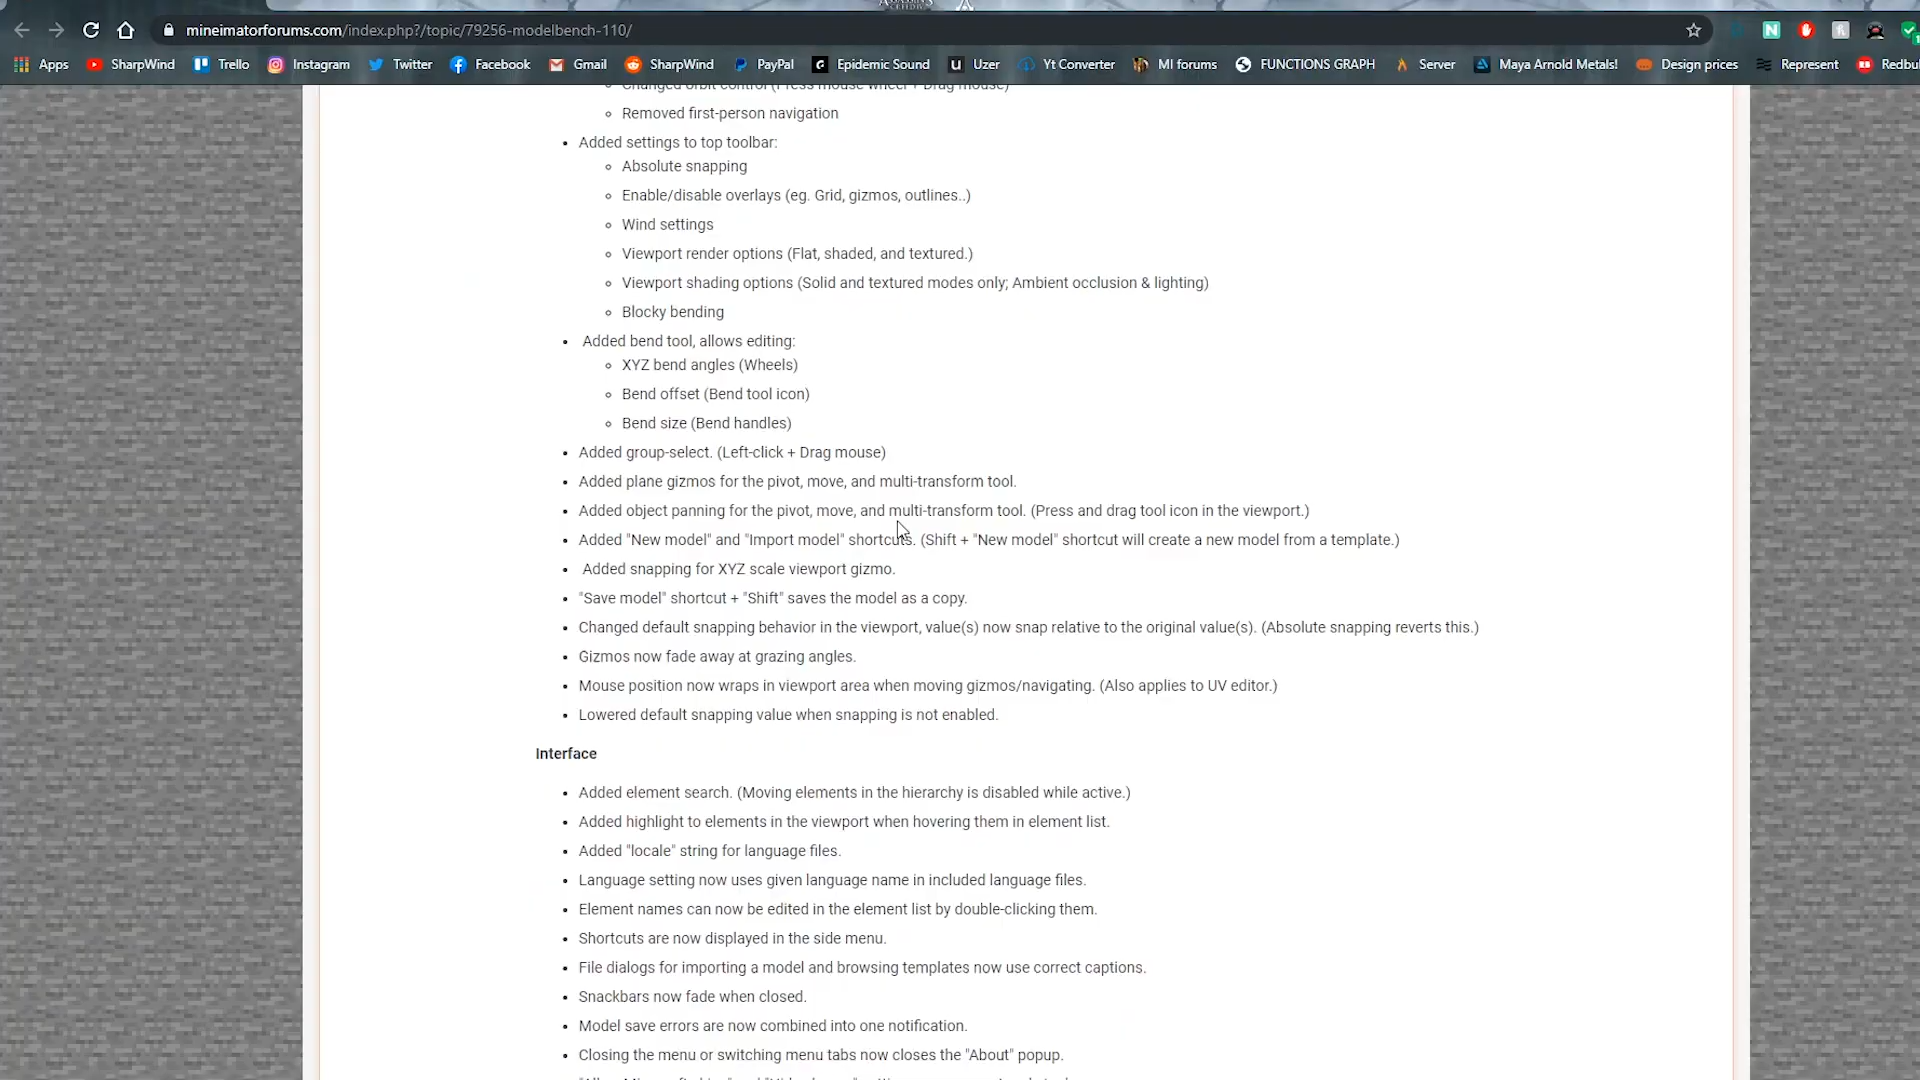 ASSASSIN'S
mineimatorforums.com/index.php?/topic/79256-modelbench-110/
Apps SharpWind Trello Instagram Twitter Facebook Gmail SharpWind PayPal Epidemic Sound Uzer Yt Converter MI forums FUNCTIONS GRAPH Server Maya Arnold Metals! Design prices Represent Redbu
Changed orbit control (Press mouse wheel + Drag mouse)
Removed first-person navigation
Added settings to top toolbar:
Absolute snapping
Enable/disable overlays (eg. Grid, gizmos, outlines..)
Wind settings
Viewport render options (Flat, shaded, and textured.)
Viewport shading options (Solid and textured modes only; Ambient occlusion & lighting)
Blocky bending
Added bend tool, allows editing:
XYZ bend angles (Wheels)
Bend offset (Bend tool icon)
Bend size (Bend handles)
Added group-select. (Left-click + Drag mouse)
Added plane gizmos for the pivot, move, and multi-transform tool.
Added object panning for the pivot, move, and multi-transform tool. (Press and drag tool icon in the viewport.)
Added "New model" and "Import model" shortcuts. (Shift + "New model" shortcut will create a new model from a template.)
Added snapping for XYZ scale viewport gizmo.
"Save model" shortcut + "Shift" saves the model as a copy.
Changed default snapping behavior in the viewport, value(s) now snap relative to the original value(s). (Absolute snapping reverts this.)
Gizmos now fade away at grazing angles.
Mouse position now wraps in viewport area when moving gizmos/navigating. (Also applies to UV editor.)
Lowered default snapping value when snapping is not enabled.
Interface
Added element search. (Moving elements in the hierarchy is disabled while active.)
Added highlight to elements in the viewport when hovering them in element list.
Added "locale" string for language files.
Language setting now uses given language name in included language files.
Element names can now be edited in the element list by double-clicking them.
Shortcuts are now displayed in the side menu.
File dialogs for importing a model and browsing templates now use correct captions.
Snackbars now fade when closed.
Model save errors are now combined into one notification.
Closing the menu or switching menu tabs now closes the "About" popup.